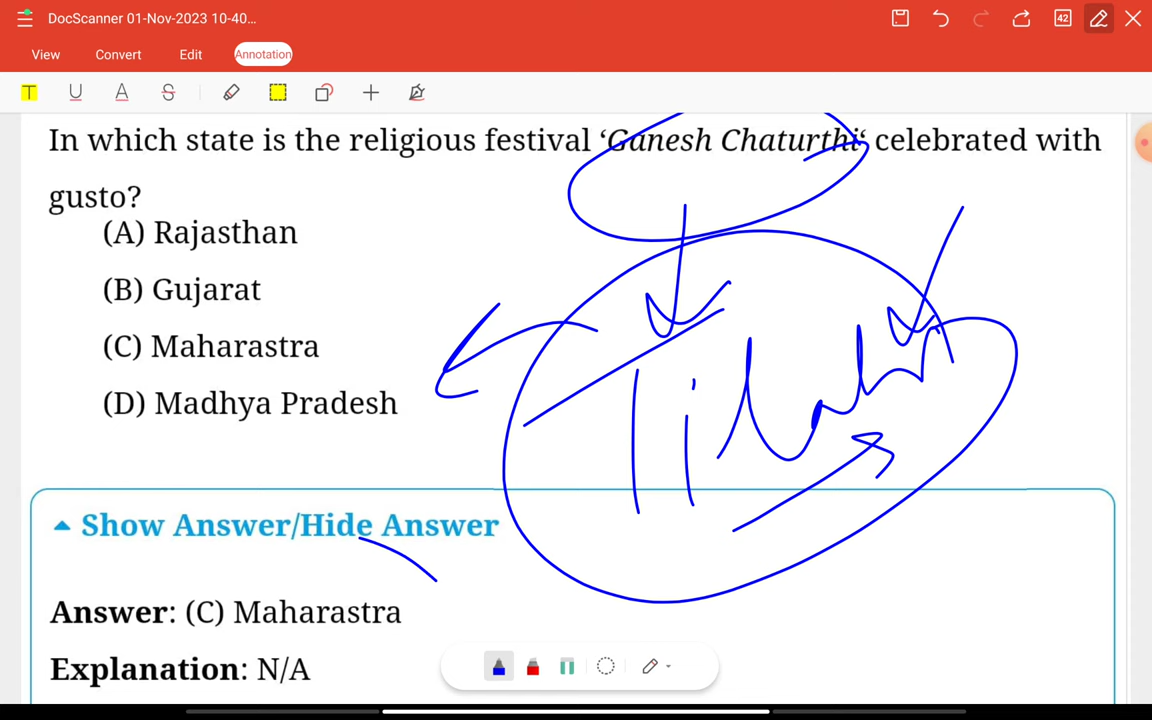 DocScanner 01-Nov-2023 10-40...
42
View Convert Edit Annotation
T U A S
In which state is the religious festival ‘Ganesh Chaturthi‘ celebrated with
gusto?
(A) Rajasthan
(B) Gujarat
(C) Maharastra
(D) Madhya Pradesh
Show Answer/Hide Answer
Answer: (C) Maharastra
Explanation: N/A